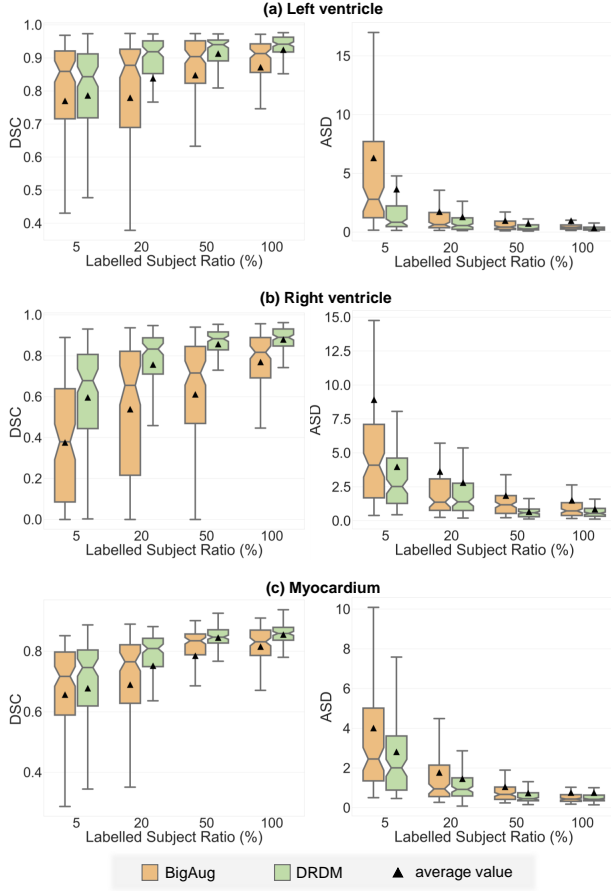 (a) Left ventricle
1.0
0.9
0.8
0.7
0.6
0.5
0.4
DSC
5 20 50 100
Labelled Subject Ratio (%)
15
10
5
0
ASD
5 20 50 100
Labelled Subject Ratio (%)
(b) Right ventricle
1.0
0.8
0.6
0.4
0.2
0.0
DSC
5 20 50 100
Labelled Subject Ratio (%)
15.0
12.5
10.0
7.5
5.0
2.5
0.0
ASD
5 20 50 100
Labelled Subject Ratio (%)
(c) Myocardium
0.8
0.6
0.4
DSC
5 20 50 100
Labelled Subject Ratio (%)
10
8
6
4
2
0
ASD
5 20 50 100
Labelled Subject Ratio (%)
BigAug DRDM average value